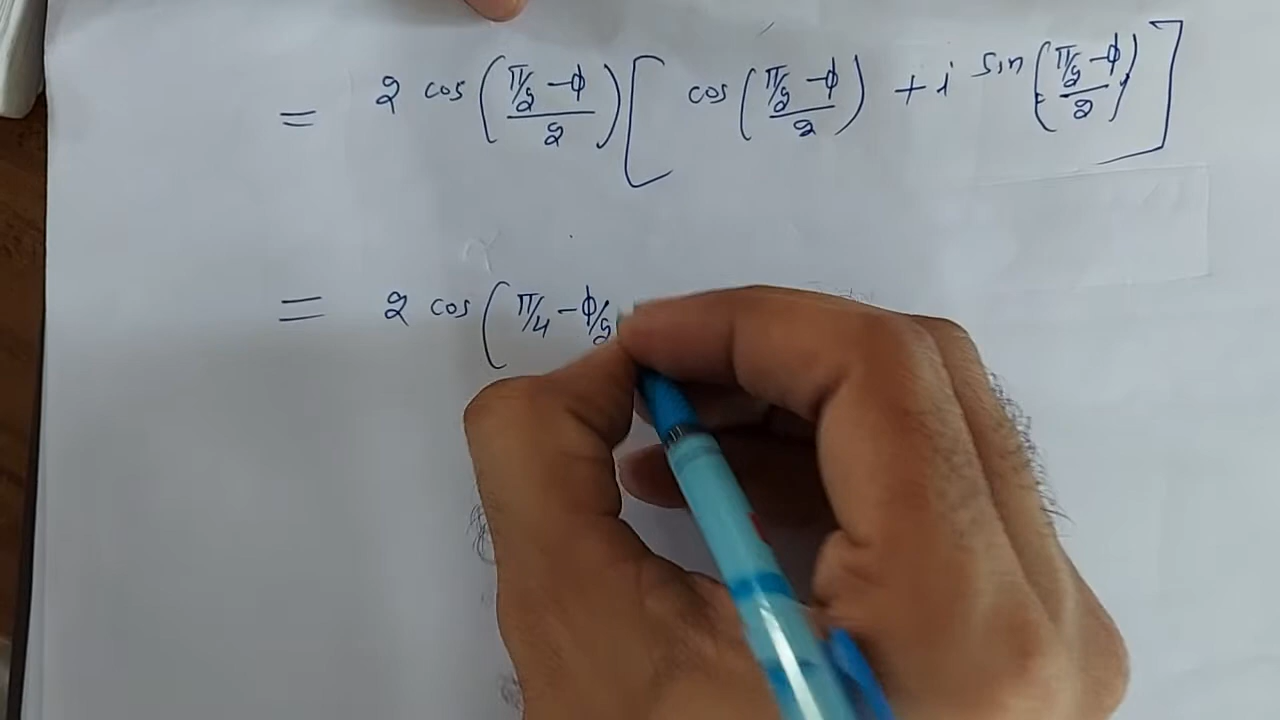 = 2 cos((π/2 - ϕ)/2) [ cos((π/2 - ϕ)/2) + i sin((π/2 - ϕ)/2) ]
= 2 cos(π/4 - ϕ/2